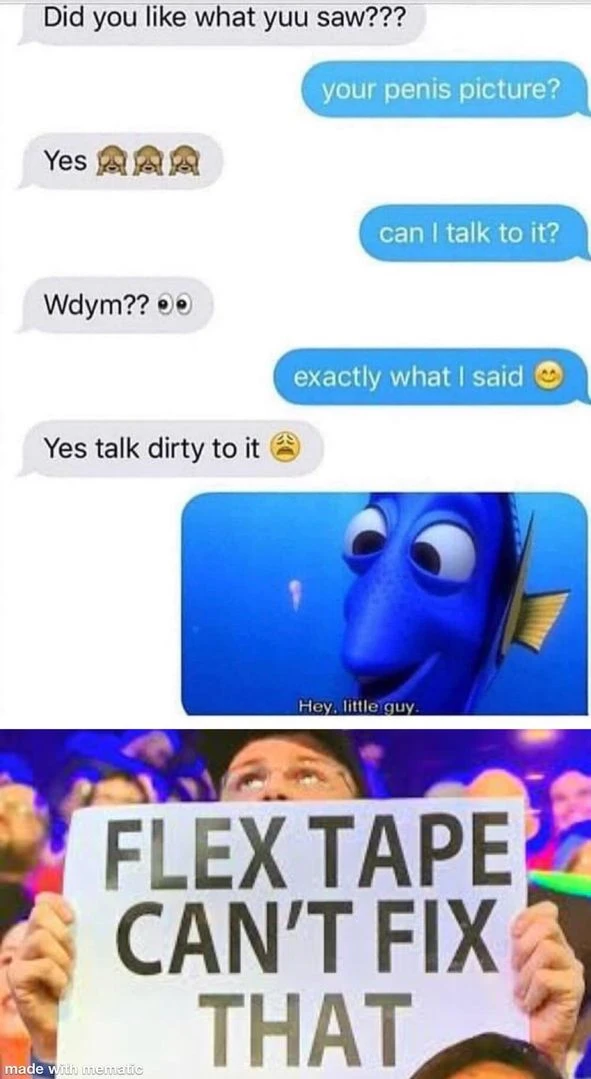 Did you like what yuu saw???
your penis picture?
Yes 🙈🙈🙈
can I talk to it?
Wdym?? 👀
exactly what I said 😊
Yes talk dirty to it 😩
Hey, little guy.
FLEX TAPE
CAN'T FIX
THAT
made with mematic